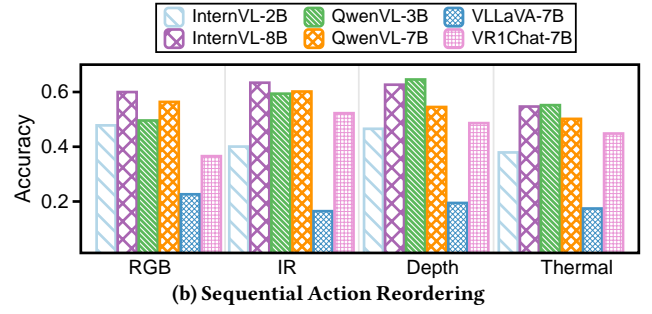 InternVL-2B QwenVL-3B VLLaVA-7B
InternVL-8B QwenVL-7B VR1Chat-7B
Accuracy
0.6
0.4
0.2
RGB IR Depth Thermal
(b) Sequential Action Reordering